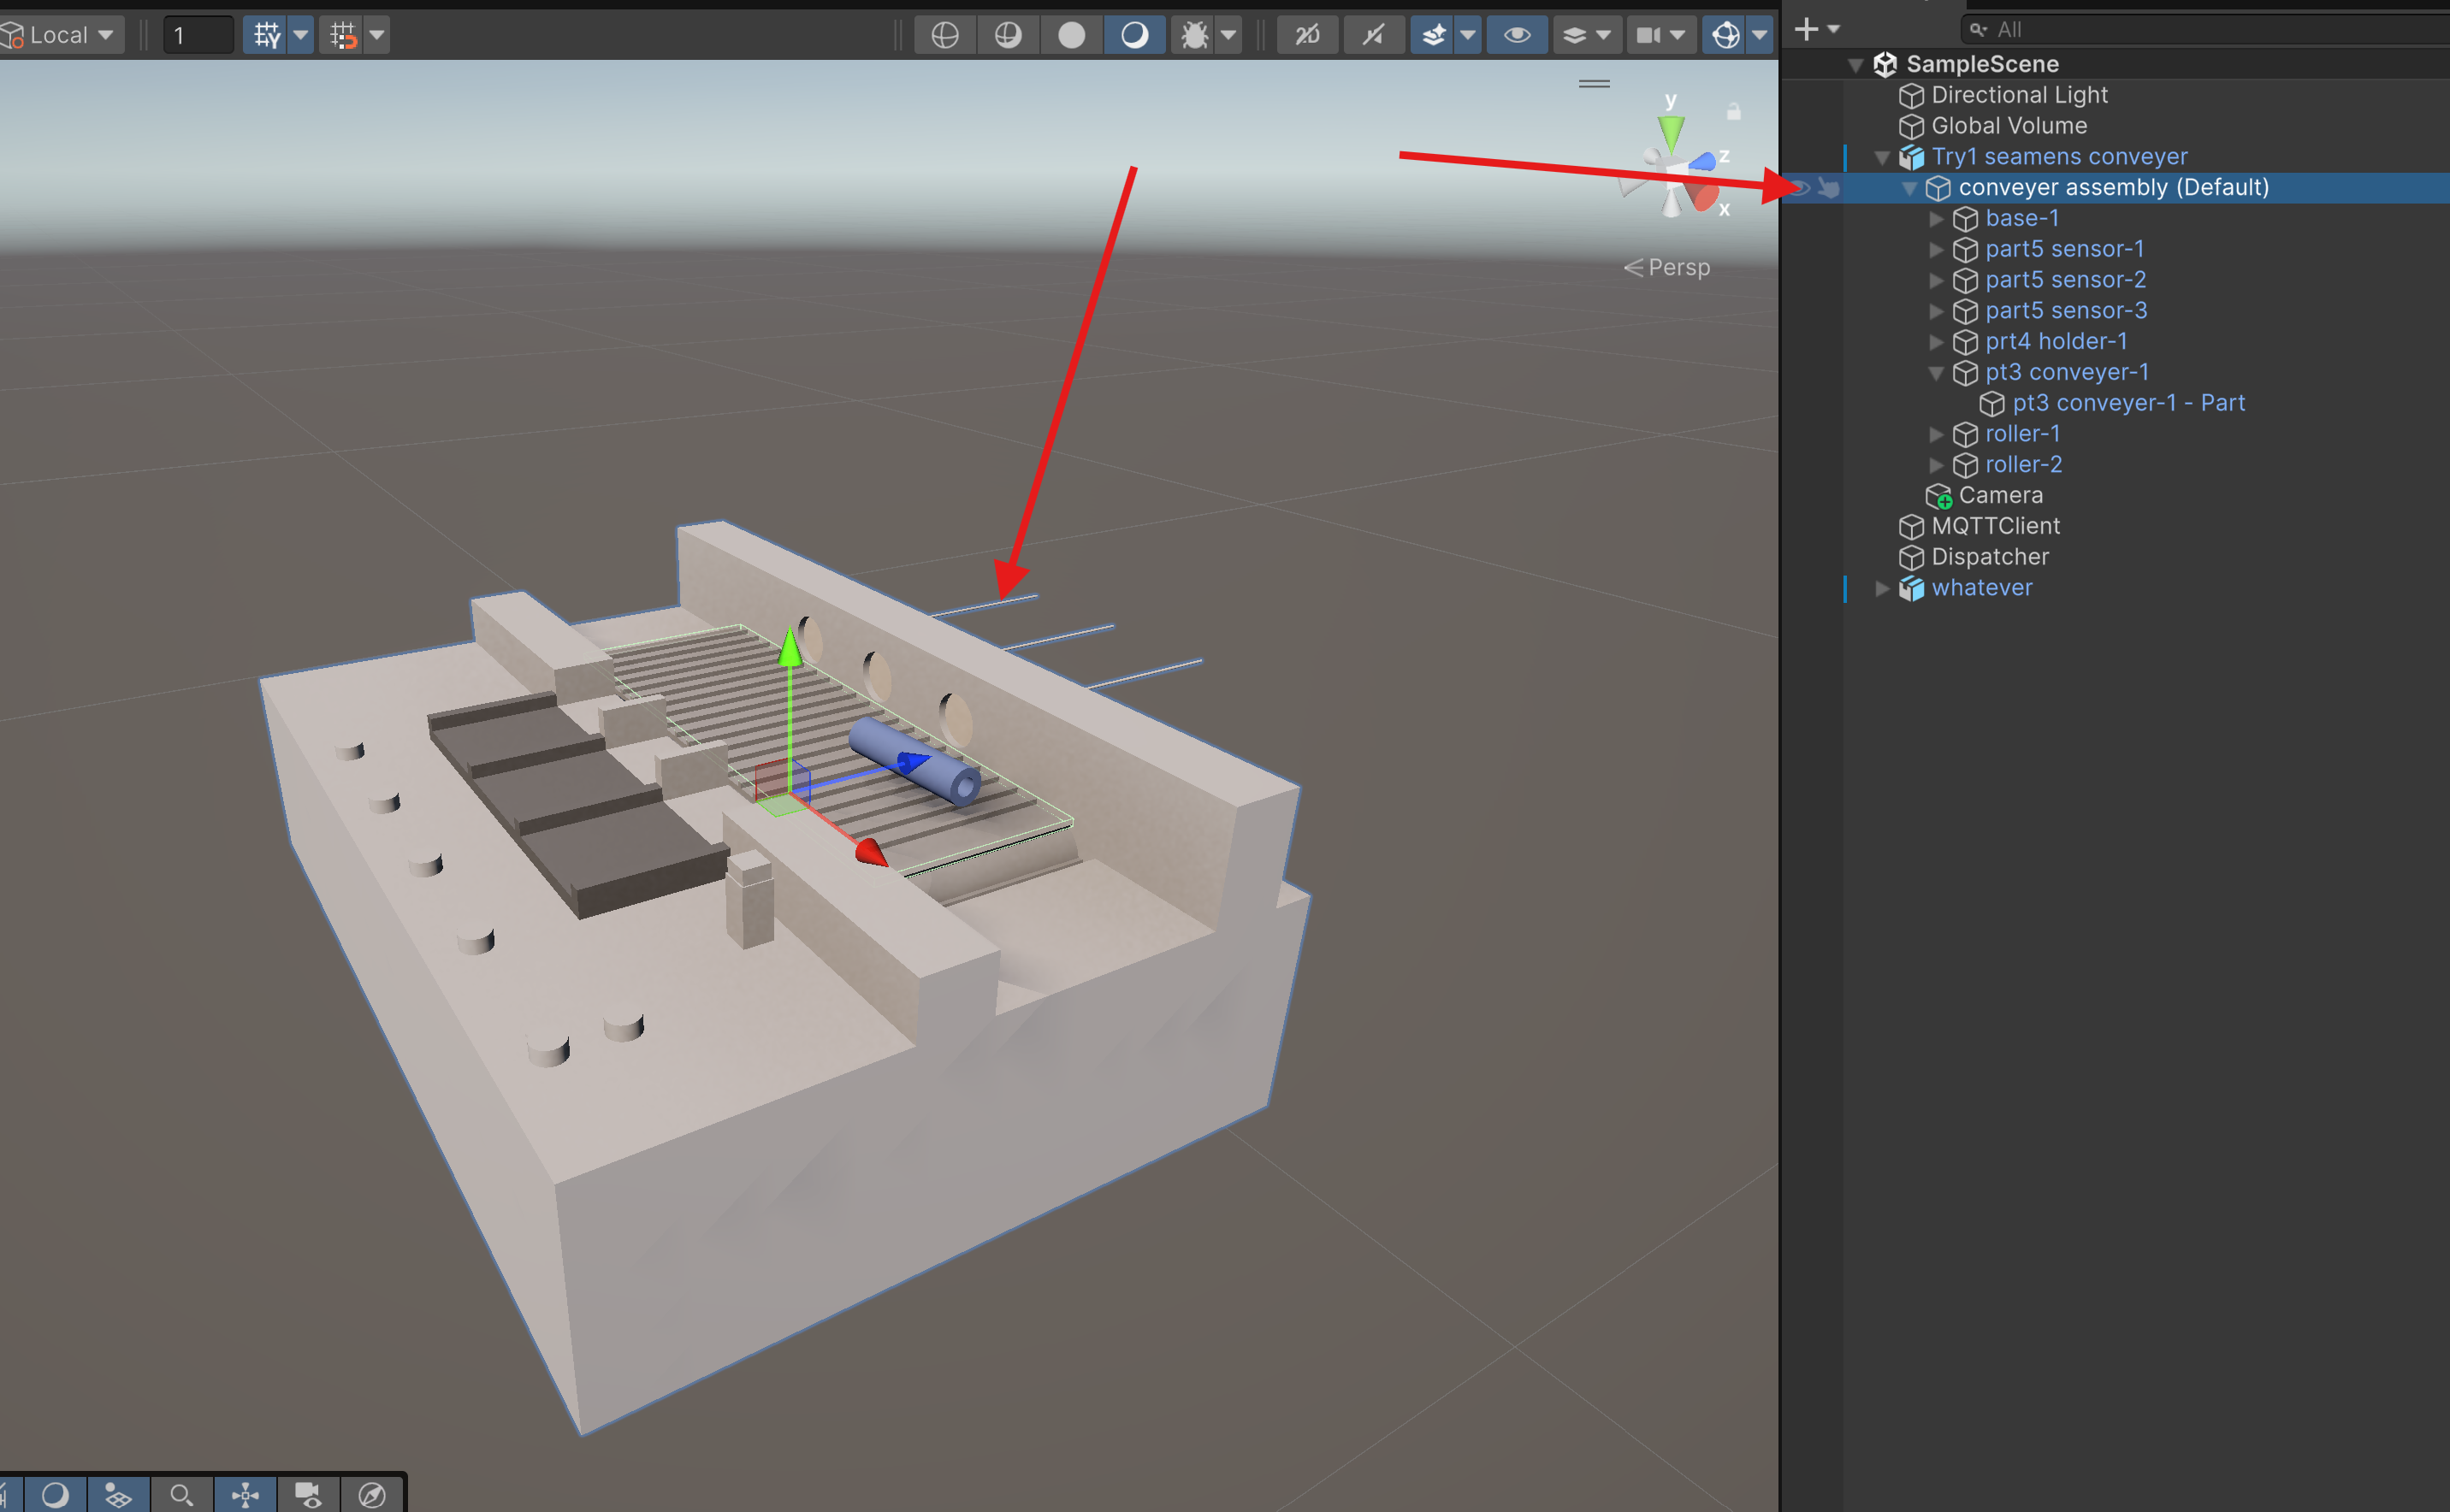 Local
1
2D
All
SampleScene
Directional Light
Global Volume
Try1 seamens conveyer
conveyer assembly (Default)
base-1
part5 sensor-1
part5 sensor-2
part5 sensor-3
prt4 holder-1
pt3 conveyer-1
pt3 conveyer-1 - Part
roller-1
roller-2
Camera
MQTTClient
Dispatcher
whatever
y
z
x
Persp